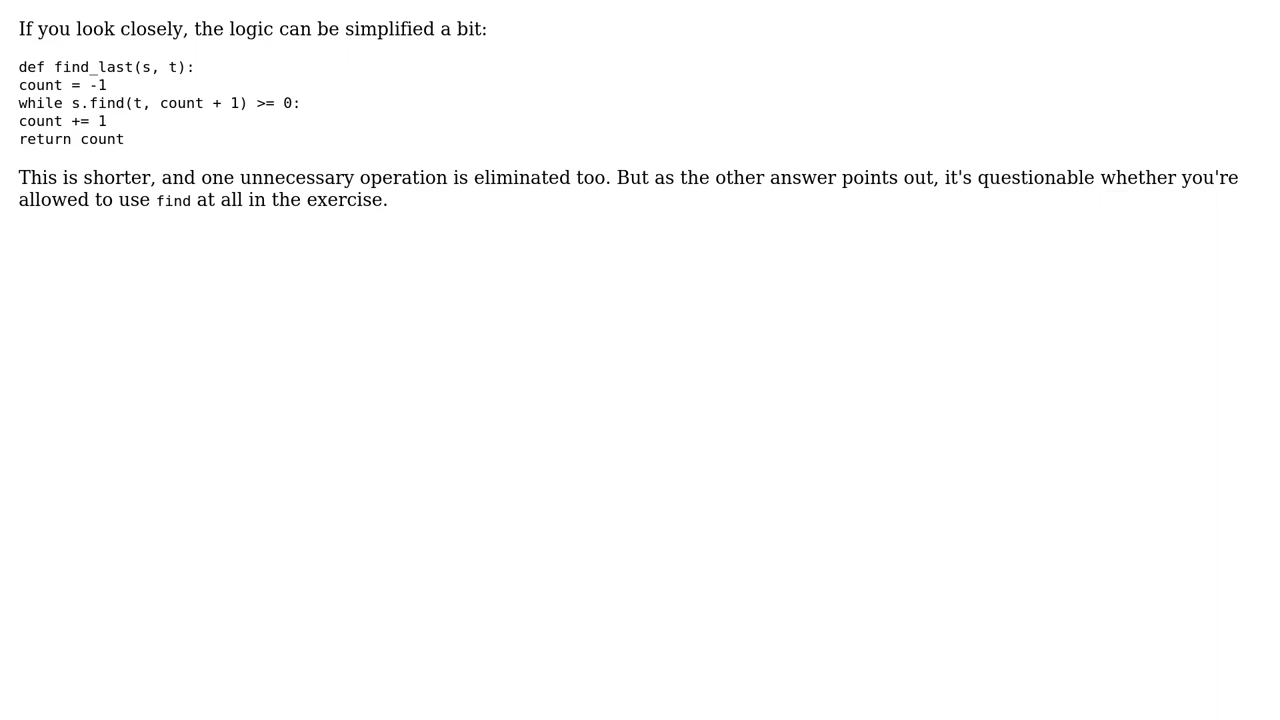 If you look closely, the logic can be simplified a bit:
def find_last(s, t):
count = -1
while s.find(t, count + 1) >= 0:
count += 1
return count
This is shorter, and one unnecessary operation is eliminated too. But as the other answer points out, it's questionable whether you're
allowed to use find at all in the exercise.